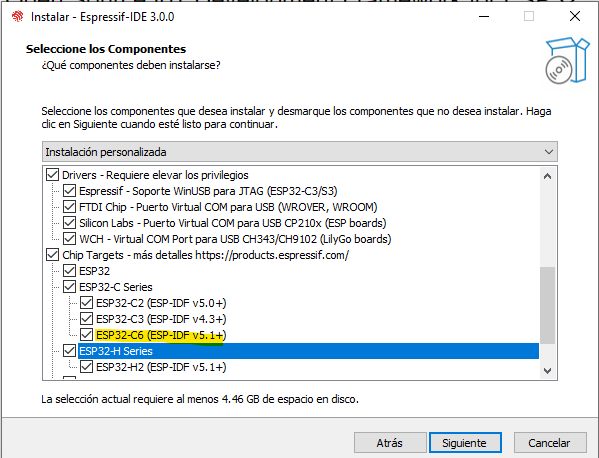 Instalar - Espressif-IDE 3.0.0
Seleccione los Componentes
¿Qué componentes deben instalarse?
Seleccione los componentes que desea instalar y desmarque los componentes que no desea instalar. Haga
clic en Siguiente cuando esté listo para continuar.
Instalación personalizada
Drivers - Requiere elevar los privilegios
Espressif - Soporte WinUSB para JTAG (ESP32-C3/S3)
FTDI Chip - Puerto Virtual COM para USB (WROVER, WROOM)
Silicon Labs - Puerto Virtual COM para USB CP210x (ESP boards)
WCH - Virtual COM Port para USB CH343/CH9102 (LilyGo boards)
Chip Targets - más detalles https://products.espressif.com/
ESP32
ESP32-C Series
ESP32-C2 (ESP-IDF v5.0+)
ESP32-C3 (ESP-IDF v4.3+)
ESP32-C6 (ESP-IDF v5.1+)
ESP32-H Series
ESP32-H2 (ESP-IDF v5.1+)
La selección actual requiere al menos 4.46 GB de espacio en disco.
Atrás
Siguiente
Cancelar